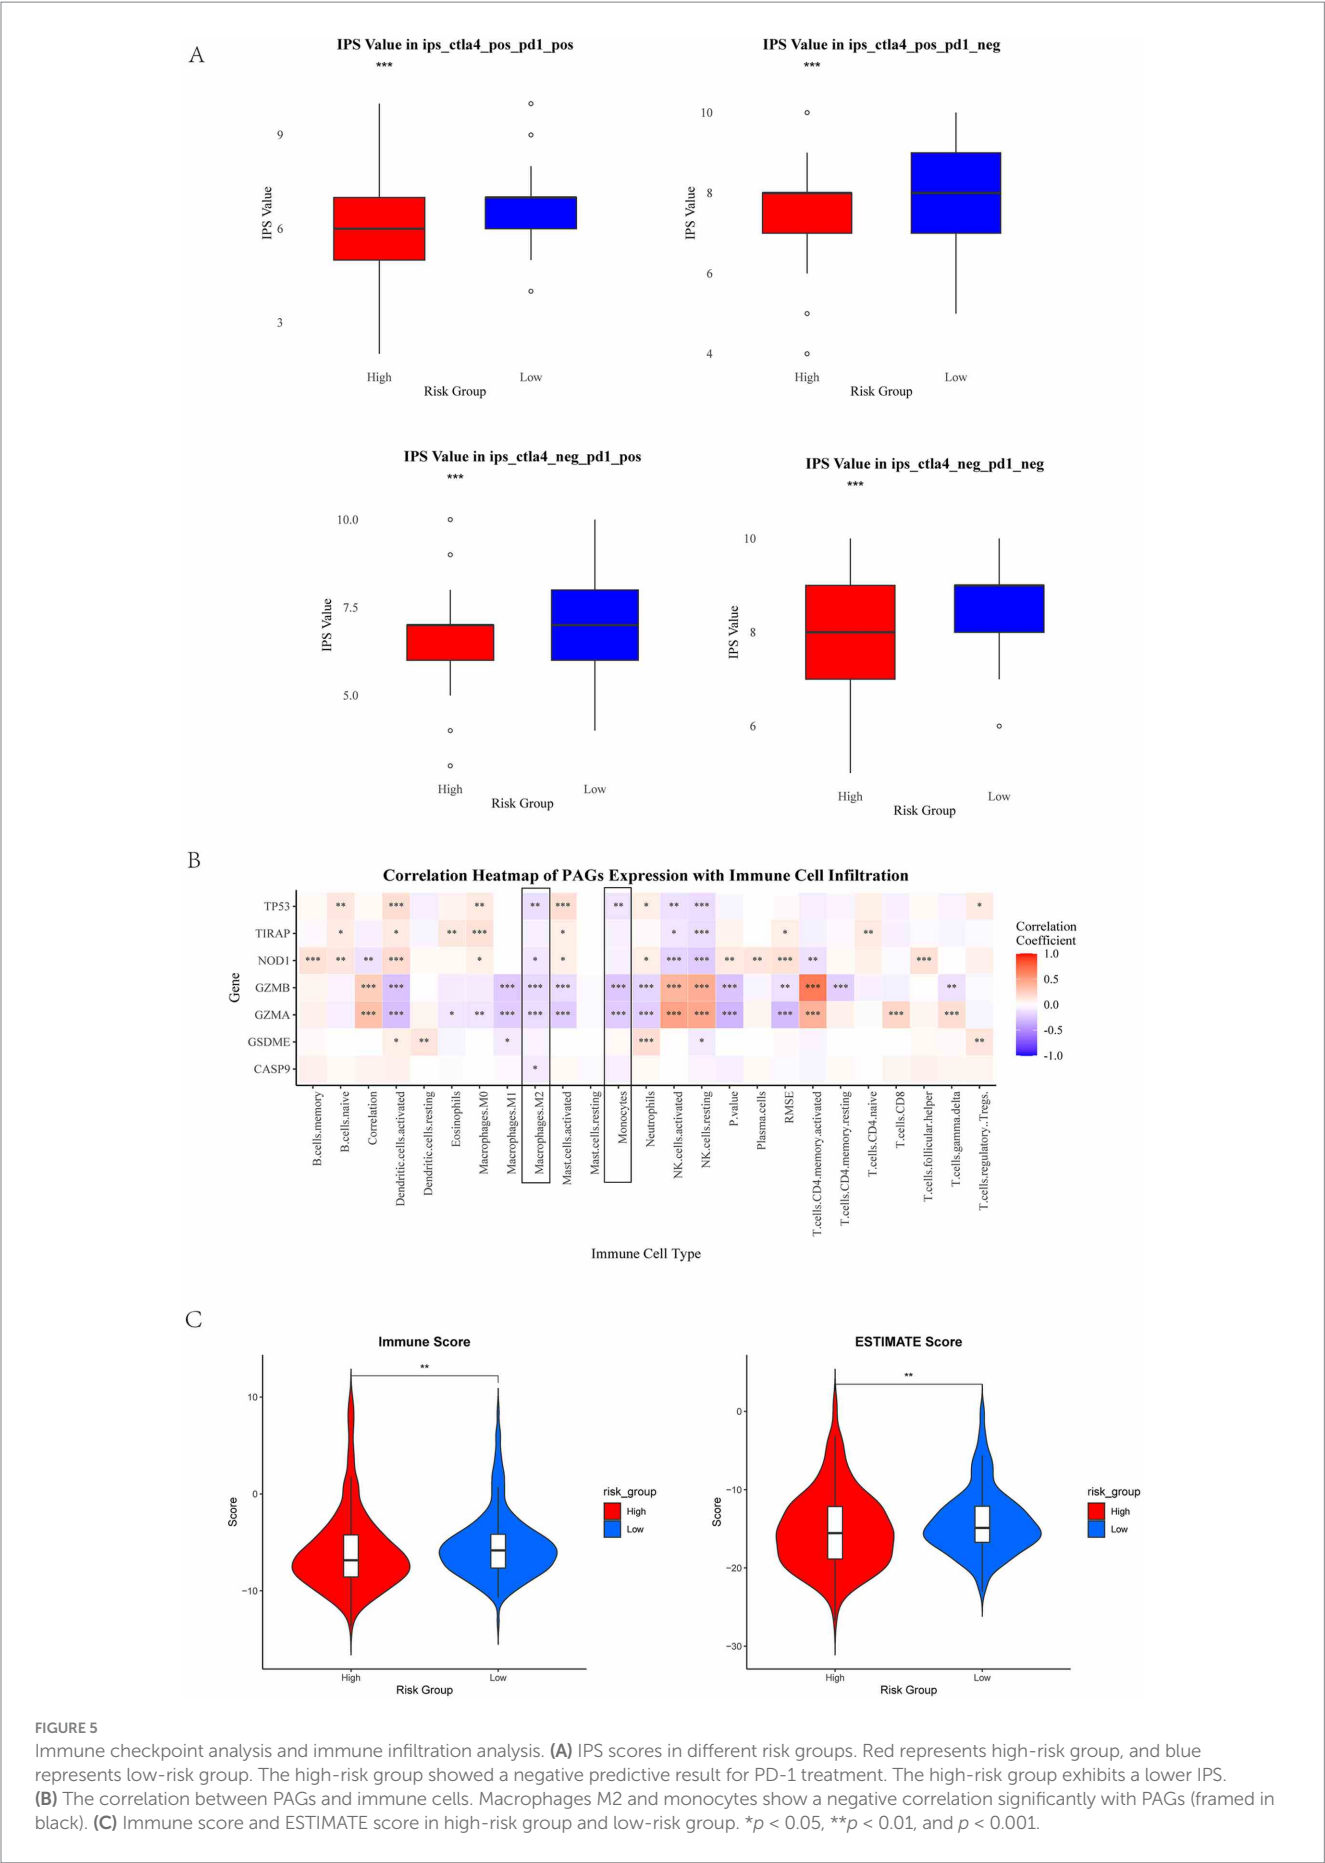 A
IPS Value in ips_ctla4_pos_pd1_pos
***
9
6
3
IPS Value
High
Low
Risk Group
IPS Value in ips_ctla4_pos_pd1_neg
***
10
8
6
4
IPS Value
High
Low
Risk Group
IPS Value in ips_ctla4_neg_pd1_pos
***
10.0
7.5
5.0
IPS Value
High
Low
Risk Group
IPS Value in ips_ctla4_neg_pd1_neg
***
10
8
6
IPS Value
High
Low
Risk Group
B
Correlation Heatmap of PAGs Expression with Immune Cell Infiltration
Gene
TP53 ** *** ** ** *** ** * ** *** *
TIRAP * * ** *** * * *** * **
NOD1 *** ** ** *** * * * * *** *** ** ** *** ** ***
GZMB *** *** *** *** *** *** *** *** *** *** ** *** *** **
GZMA *** *** * ** *** *** *** *** *** *** *** *** *** *** *** ***
GSDME * ** * *** * **
CASP9 *
B.cells.memory
B.cells.naive
Correlation
Dendritic.cells.activated
Dendritic.cells.resting
Eosinophils
Macrophages.M0
Macrophages.M1
Macrophages.M2
Mast.cells.activated
Mast.cells.resting
Monocytes
Neutrophils
NK.cells.activated
NK.cells.resting
P.value
Plasma.cells
RMSE
T.cells.CD4.memory.activated
T.cells.CD4.memory.resting
T.cells.CD4.naive
T.cells.CD8
T.cells.follicular.helper
T.cells.gamma.delta
T.cells.regulatory..Tregs.
Immune Cell Type
Correlation
Coefficient
1.0
0.5
0.0
-0.5
-1.0
C
Immune Score
**
10
0
−10
Score
High
Low
Risk Group
risk_group
High
Low
ESTIMATE Score
**
0
−10
−20
−30
Score
High
Low
Risk Group
risk_group
High
Low
FIGURE 5
Immune checkpoint analysis and immune infiltration analysis. (A) IPS scores in different risk groups. Red represents high-risk group, and blue
represents low-risk group. The high-risk group showed a negative predictive result for PD-1 treatment. The high-risk group exhibits a lower IPS.
(B) The correlation between PAGs and immune cells. Macrophages M2 and monocytes show a negative correlation significantly with PAGs (framed in
black). (C) Immune score and ESTIMATE score in high-risk group and low-risk group. *p < 0.05, **p < 0.01, and p < 0.001.